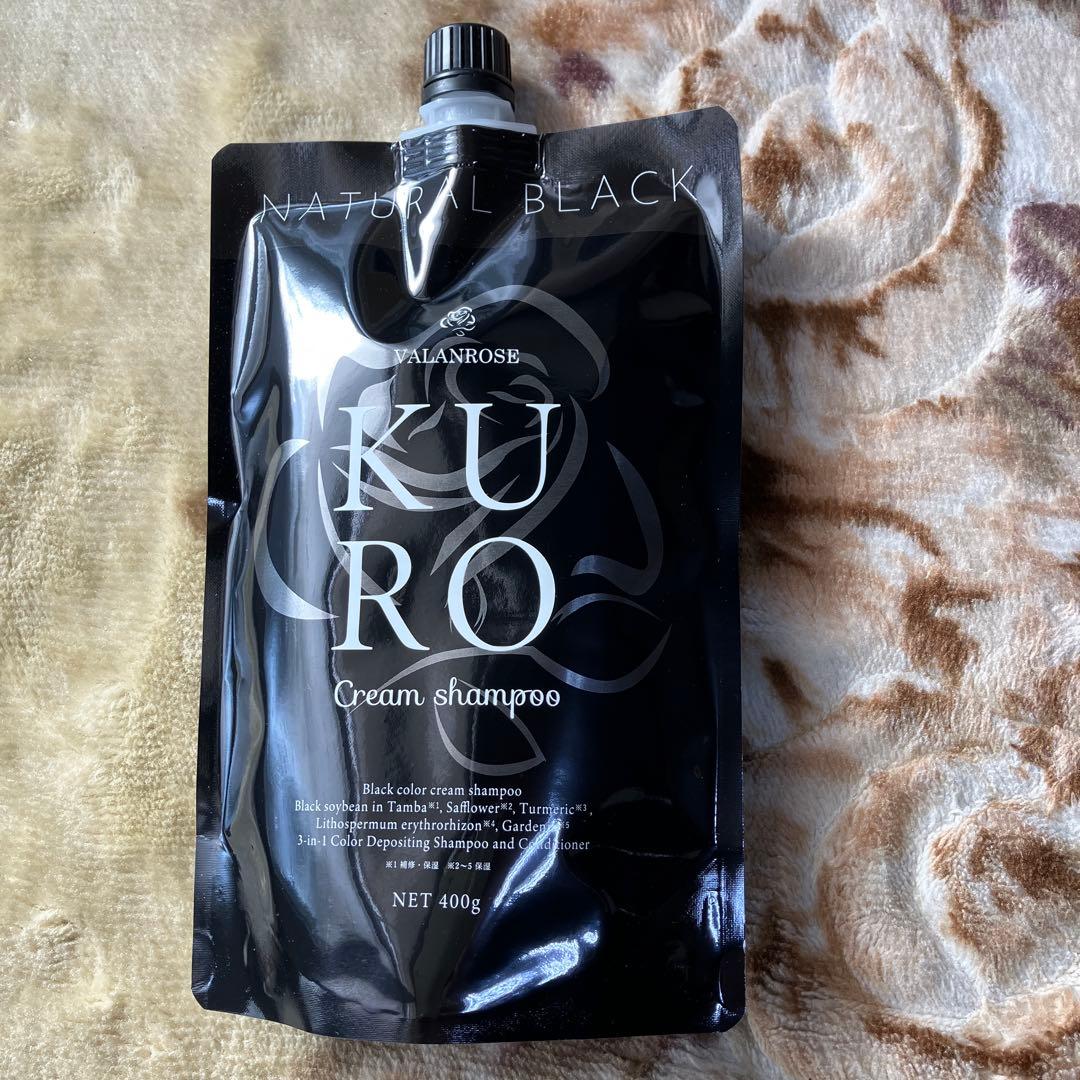 NATURAL BLACK
VALANROSE
KU
RO
Cream shampoo
Black color cream shampoo
Black soybean in Tamba※1, Safflower※2, Turmeric※3,
Lithospermum erythrorhizon※4, ※5
3-in-1 Color Depositing Shampoo and Conditioner
※1 補修・保湿 ※2～5 保湿
NET 400g